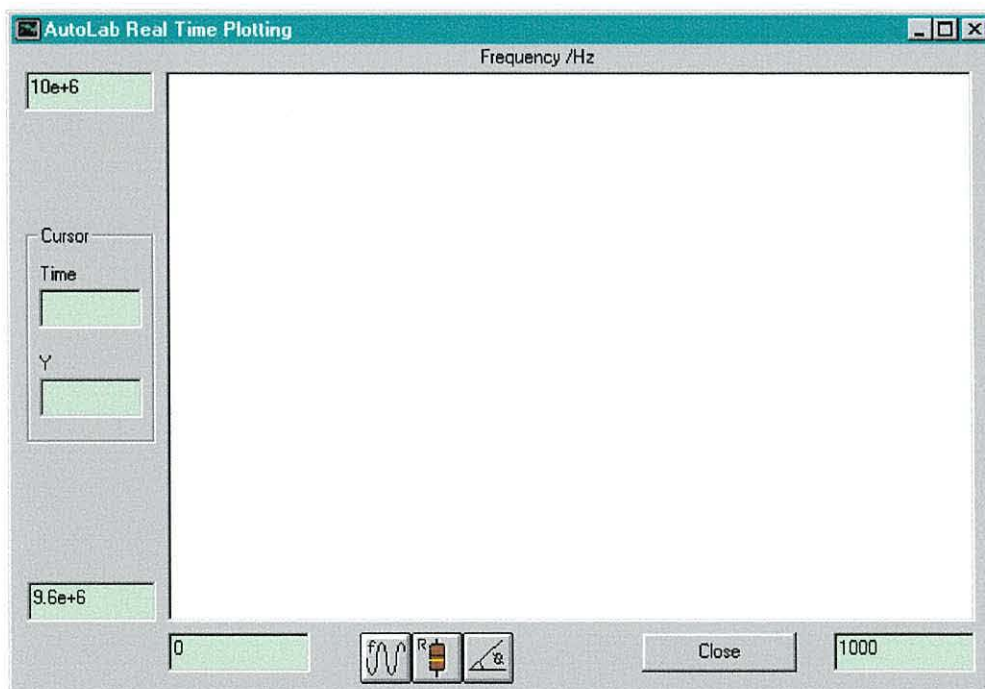 AutoLab Real Time Plotting
Frequency /Hz
10e+6
Cursor
Time
Y
9.6e+6
0
f
R
Close
1000